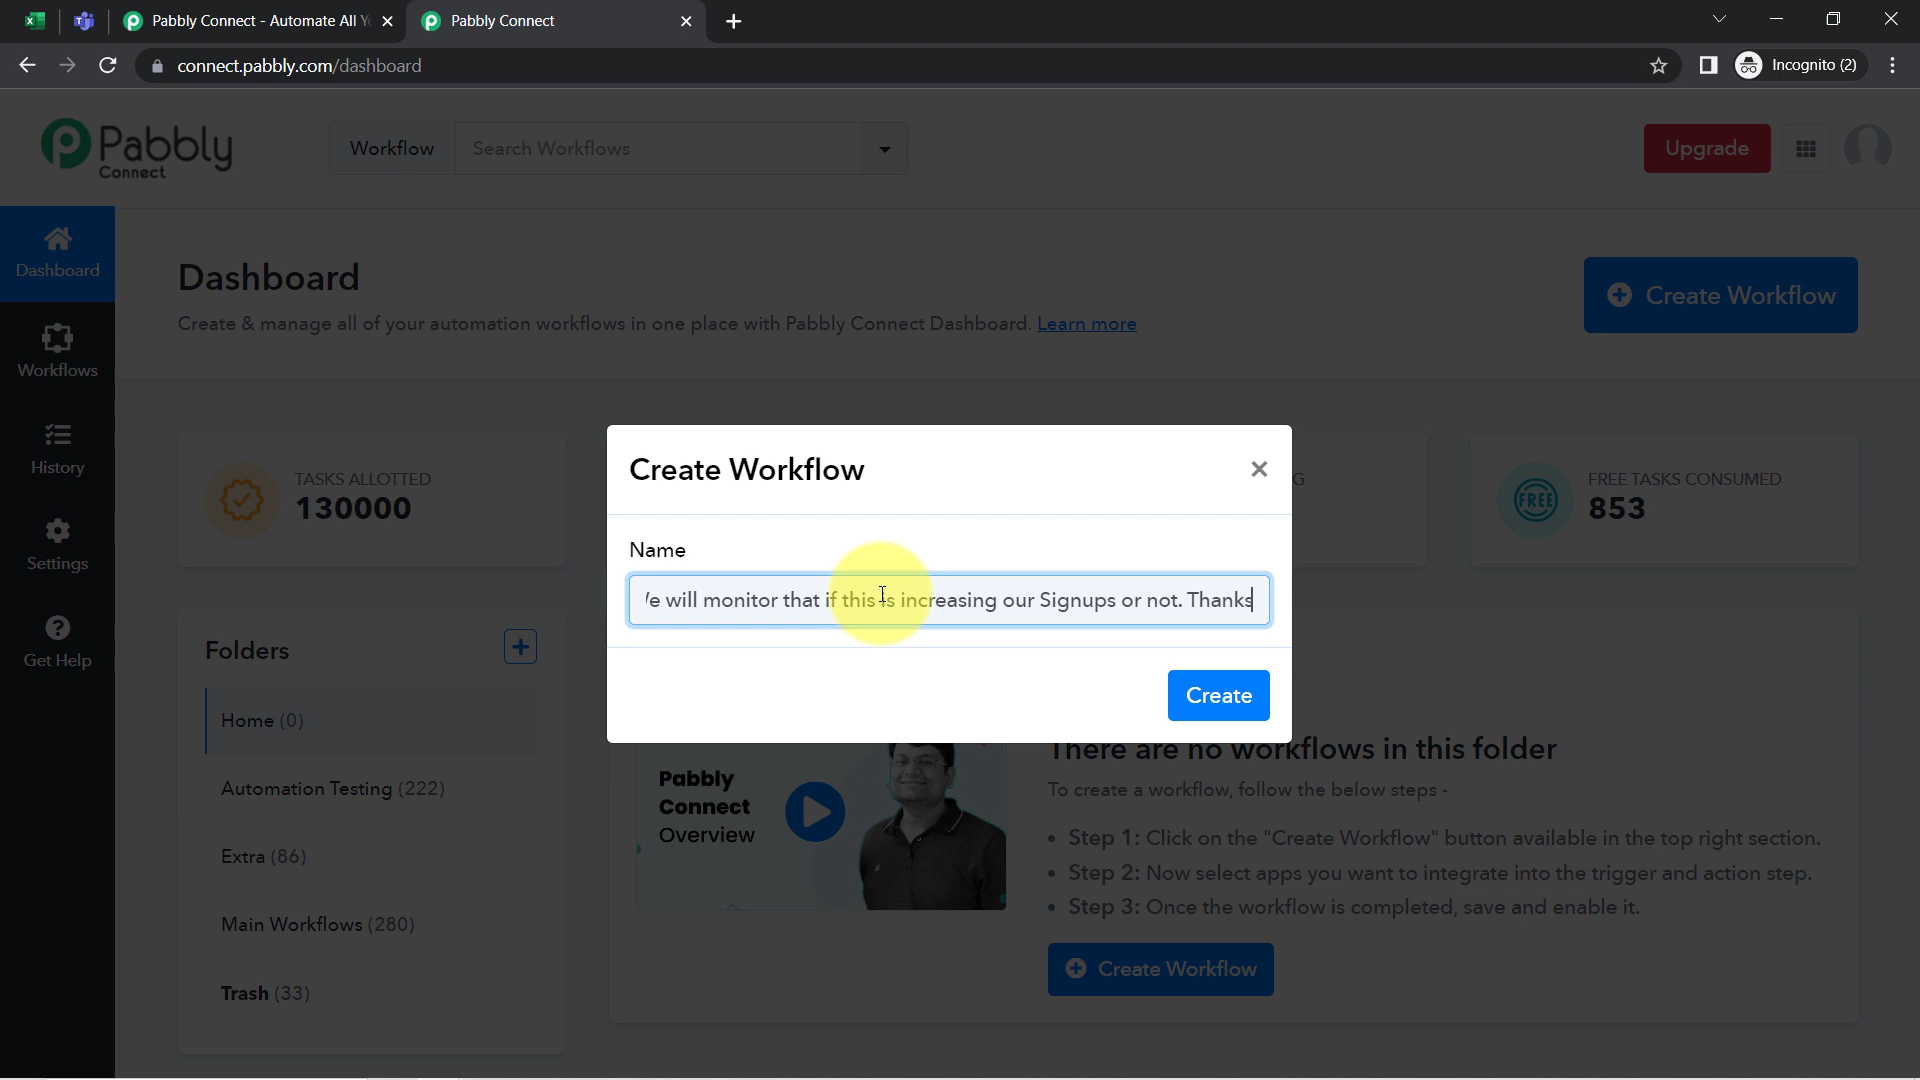 Pabbly Connect - Automate All Y
Pabbly Connect
connect.pabbly.com/dashboard
Incognito (2)
Pabbly
Connect
Workflow
Search Workflows
Upgrade
Dashboard
Workflows
History
Settings
Get Help
Dashboard
Create & manage all of your automation workflows in one place with Pabbly Connect Dashboard. Learn more
Create Workflow
TASKS ALLOTTED
130000
G
FREE
FREE TASKS CONSUMED
853
Create Workflow
Name
e will monitor that if this is increasing our Signups or not. Thanks
Create
Folders
Home (0)
Automation Testing (222)
Extra (86)
Main Workflows (280)
Trash (33)
Pabbly
Connect
Overview
There are no workflows in this folder
To create a workflow, follow the below steps -
• Step 1: Click on the "Create Workflow" button available in the top right section.
• Step 2: Now select apps you want to integrate into the trigger and action step.
• Step 3: Once the workflow is completed, save and enable it.
Create Workflow